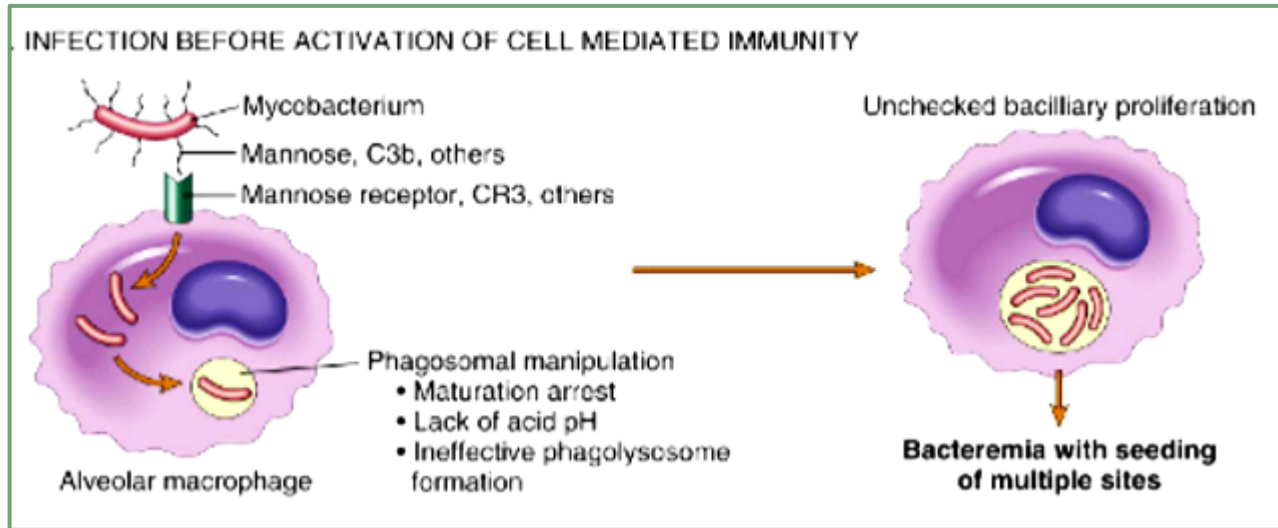 . INFECTION BEFORE ACTIVATION OF CELL MEDIATED IMMUNITY
Mycobacterium
Mannose, C3b, others
Mannose receptor, CR3, others
Phagosomal manipulation
• Maturation arrest
• Lack of acid pH
• Ineffective phagolysosome
formation
Alveolar macrophage
Unchecked bacilliary proliferation
Bacteremia with seeding
of multiple sites